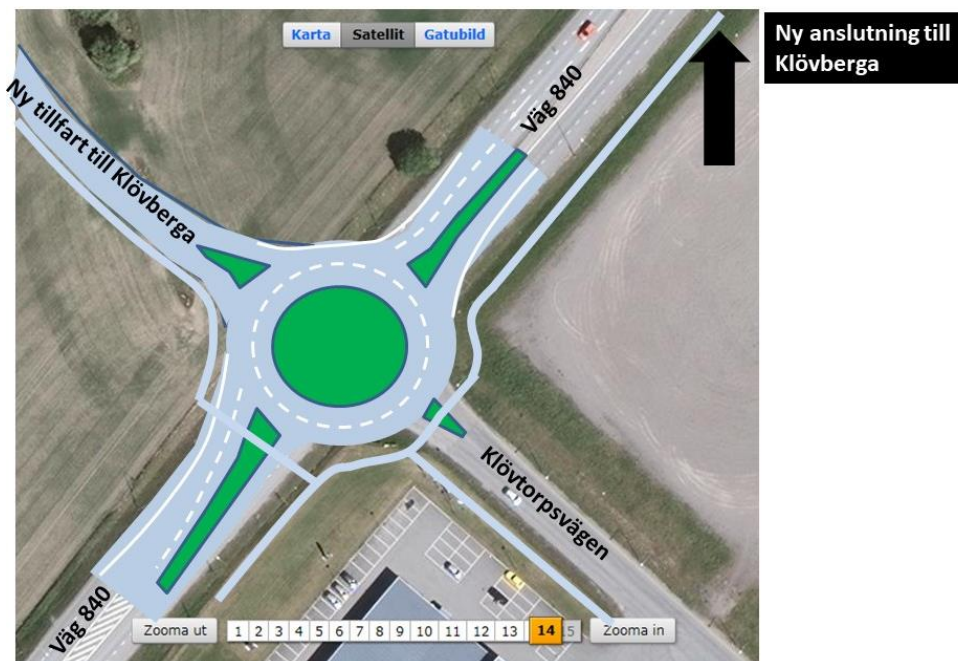 Karta Satellit Gatubild
Ny anslutning till
Klövberga
Väg 840
Ny tillfart till Klövberga
Klövtorpsvägen
Väg 840
Zooma ut 1 2 3 4 5 6 7 8 9 10 11 12 13 14 15 Zooma in